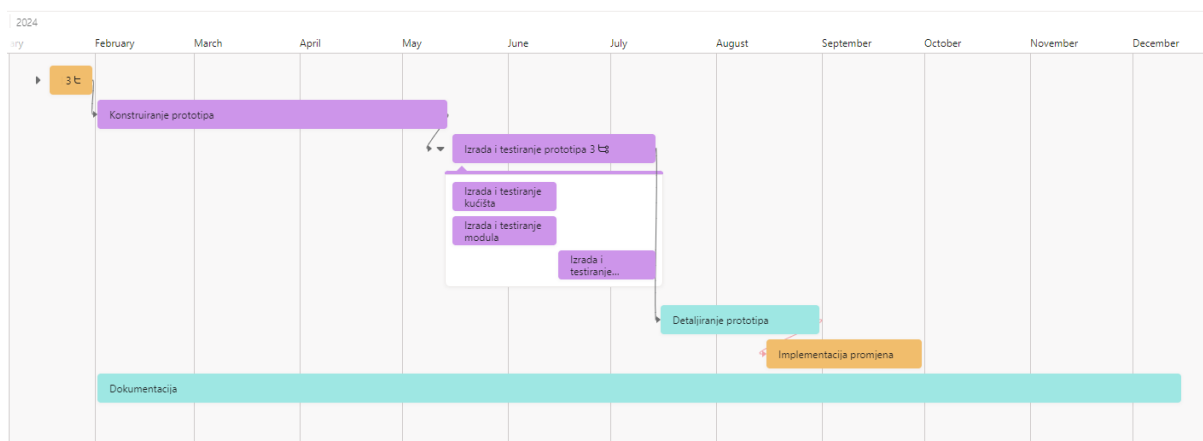 2024
ry
February March April May June July August September October November December
3
Konstruiranje prototipa
Izrada i testiranje prototipa 3
Izrada i testiranje
kućišta
Izrada i testiranje
modula
Izrada i
testiranje...
Detaljiranje prototipa
Implementacija promjena
Dokumentacija